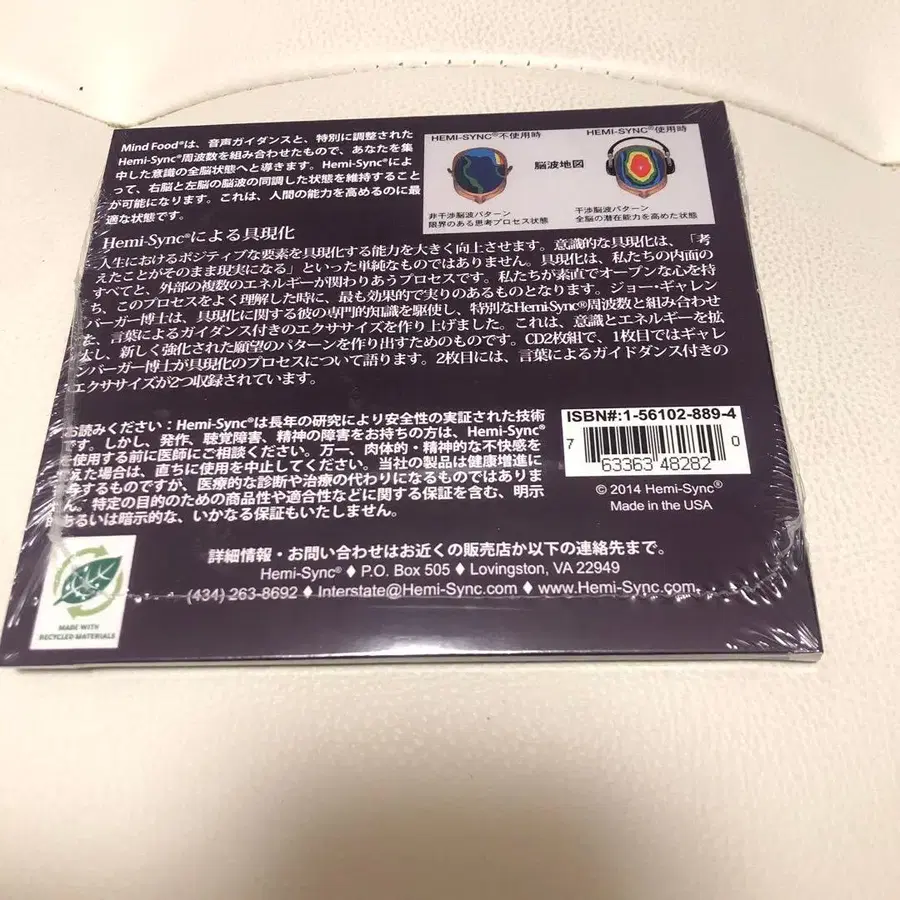 Mind Food®は、音声ガイダンスと、特別に調整された
Hemi-Sync®周波数を組み合わせたもので、あなたを集
中した意識の全脳状態へと導きます。Hemi-Sync®によ
って、右脳と左脳の脳波の同調した状態を維持することが
可能になります。これは、人間の能力を高めるのに最
適な状態です。
HEMI-SYNC®不使用時
HEMI-SYNC®使用時
脳波地図
非干渉脳波パターン
限界のある思考プロセス状態
干渉脳波パターン
全脳の潜在能力を高めた状態
Hemi-Sync®による具現化
人生におけるポジティブな要素を具現化する能力を大きく向上させます。意識的な具現化は、「考
えたことがそのまま現実になる」といった単純なものではありません。具現化は、私たちの内面の
すべてと、外部の複数のエネルギーが関わりあうプロセスです。私たちが素直でオープンな心を持
ち、このプロセスをよく理解した時に、最も効果的で実りのあるものとなります。ジョー・ギャレン
バーガー博士は、具現化に関する彼の専門的知識を駆使し、特別なHemi-Sync®周波数と組み合わせ
た、言葉によるガイダンス付きのエクササイズを作り上げました。これは、意識とエネルギーを拡
大し、新しく強化された願望のパターンを作り出すためのものです。CD2枚組で、1枚目ではギャレ
ンバーガー博士が具現化のプロセスについて語ります。2枚目には、言葉によるガイドダンス付きの
エクササイズが2つ収録されています。
お読みください：Hemi-Sync®は長年の研究により安全性の実証された技術
です。しかし、発作、聴覚障害、精神の障害をお持ちの方は、Hemi-Sync®
を使用する前に医師にご相談ください。万一、肉体的・精神的な不快感を
覚えた場合は、直ちに使用を中止してください。当社の製品は健康増進に
寄与するものですが、医療的な診断や治療の代わりになるものではありま
せん。特定の目的のための商品性や適合性などに関する保証を含む、明示
あるいは暗示的な、いかなる保証もいたしません。
ISBN#:1-56102-889-4
7 63363 48282 0
© 2014 Hemi-Sync®
Made in the USA
詳細情報・お問い合わせはお近くの販売店か以下の連絡先まで。
Hemi-Sync® ♦ P.O. Box 505 ♦ Lovingston, VA 22949
(434) 263-8692 ♦ Interstate@Hemi-Sync.com ♦ www.Hemi-Sync.com
MADE WITH
RECYCLED MATERIALS